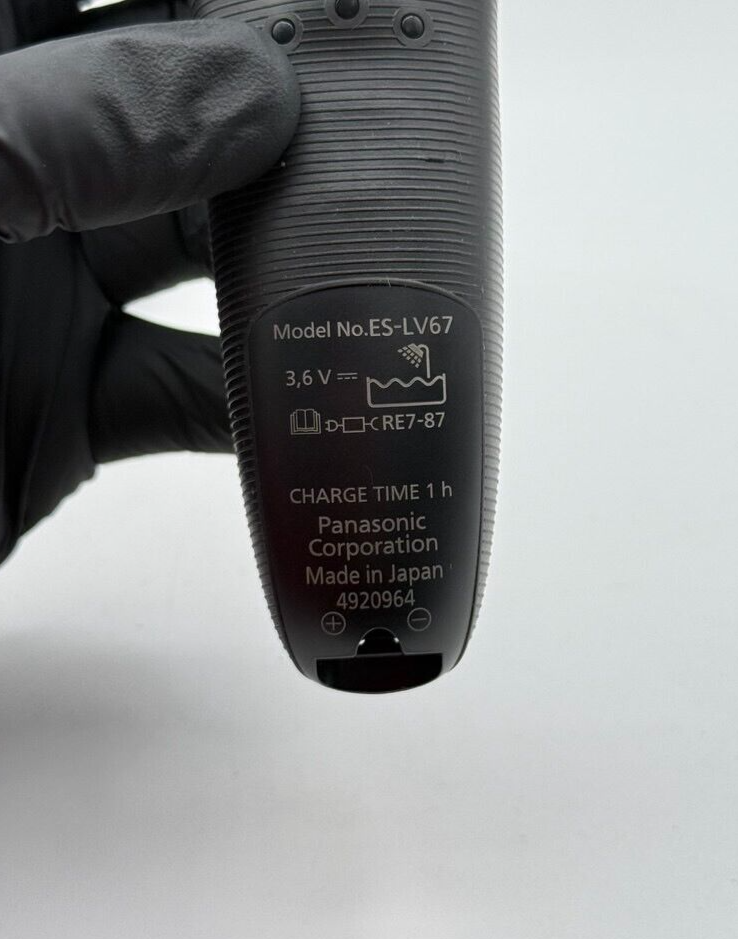 Model No.ES-LV67
3,6 V
RE7-87
CHARGE TIME 1 h
Panasonic
Corporation
Made in Japan
4920964
+ −